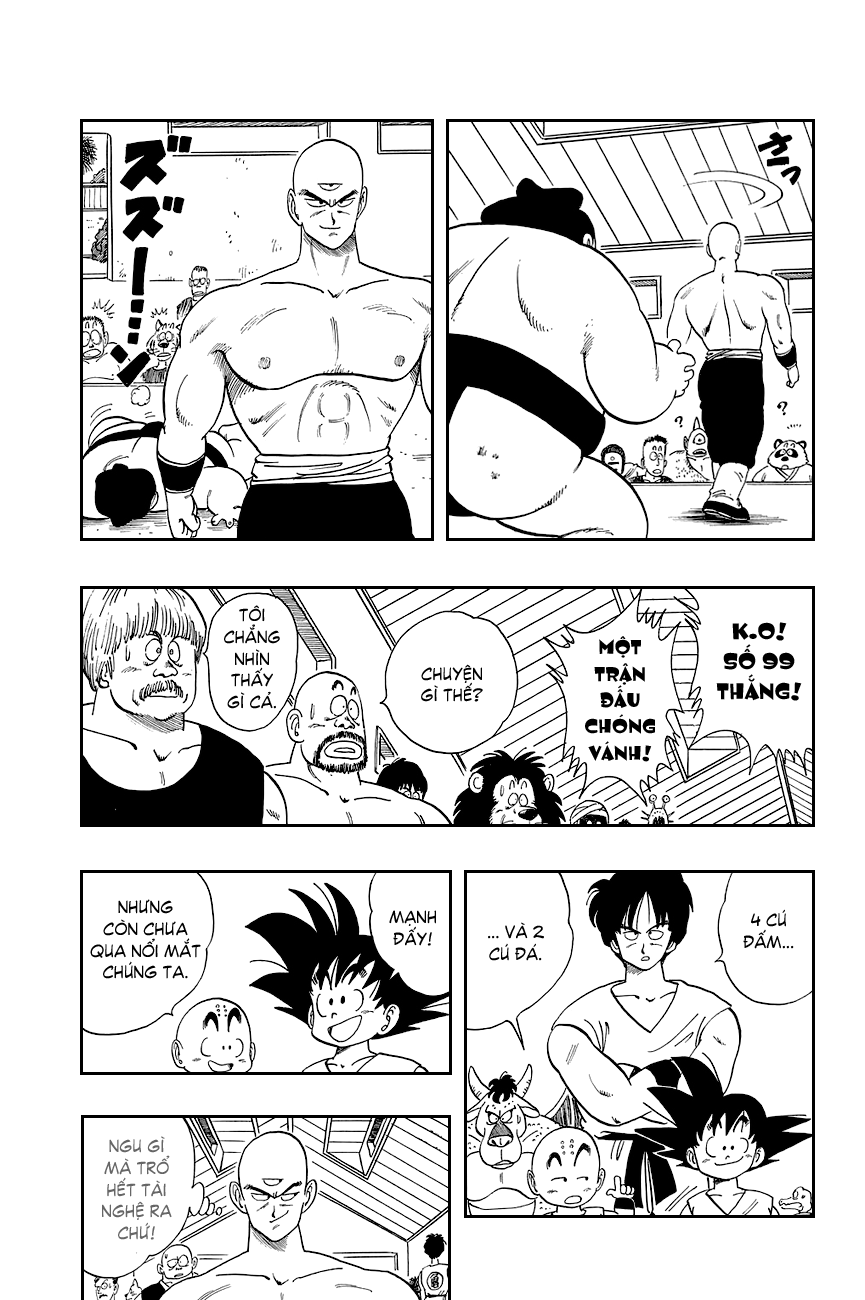 さっ
ズズー……ン
K.O!
SỐ 99
THẮNG!
MỘT
TRẬN
ĐẤU
CHÓNG
VÁNH!
CHUYỆN
GÌ THẾ?
TÔI
CHẲNG
NHÌN
THẤY
GÌ CẢ.
4 CÚ
ĐẤM...
... VÀ 2
CÚ ĐÁ.
MẠNH
ĐẤY!
NHƯNG
CÒN CHƯA
QUA NỔI MẮT
CHÚNG TA.
NGU GÌ
MÀ TRỔ
HẾT TÀI
NGHỆ RA
CHỨ!
?
?